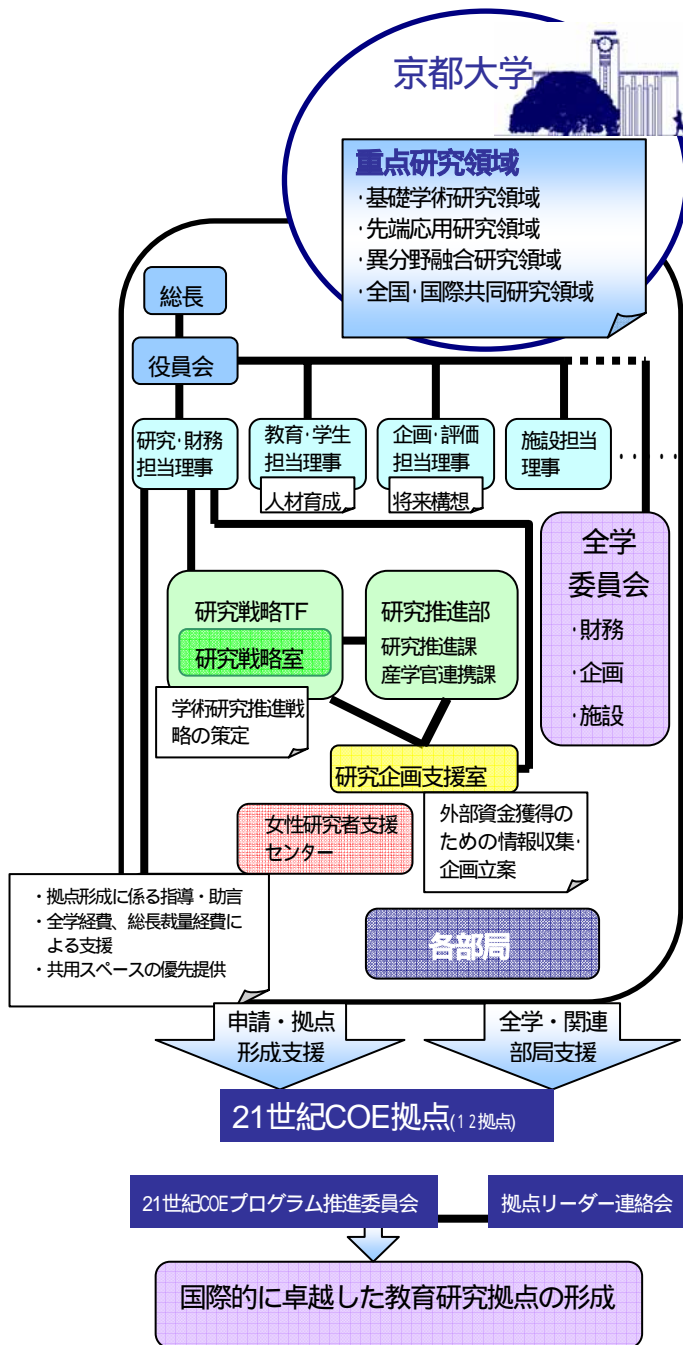 京都大学
重点研究領域
・基礎学術研究領域
・先端応用研究領域
・異分野融合研究領域
・全国・国際共同研究領域
総長
役員会
研究・財務
担当理事
教育・学生
担当理事
人材育成
企画・評価
担当理事
将来構想
施設担当
理事
・・・・・
全学
委員会
・財務
・企画
・施設
研究戦略TF
研究戦略室
研究推進部
研究推進課
産学官連携課
学術研究推進戦
略の策定
研究企画支援室
女性研究者支援
センター
外部資金獲得の
ための情報収集・
企画立案
・拠点形成に係る指導・助言
・全学経費、総長裁量経費に
よる支援
・共用スペースの優先提供
各部局
申請・拠点
形成支援
全学・関連
部局支援
21世紀COE拠点(12拠点)
21世紀COEプログラム推進委員会
拠点リーダー連絡会
国際的に卓越した教育研究拠点の形成